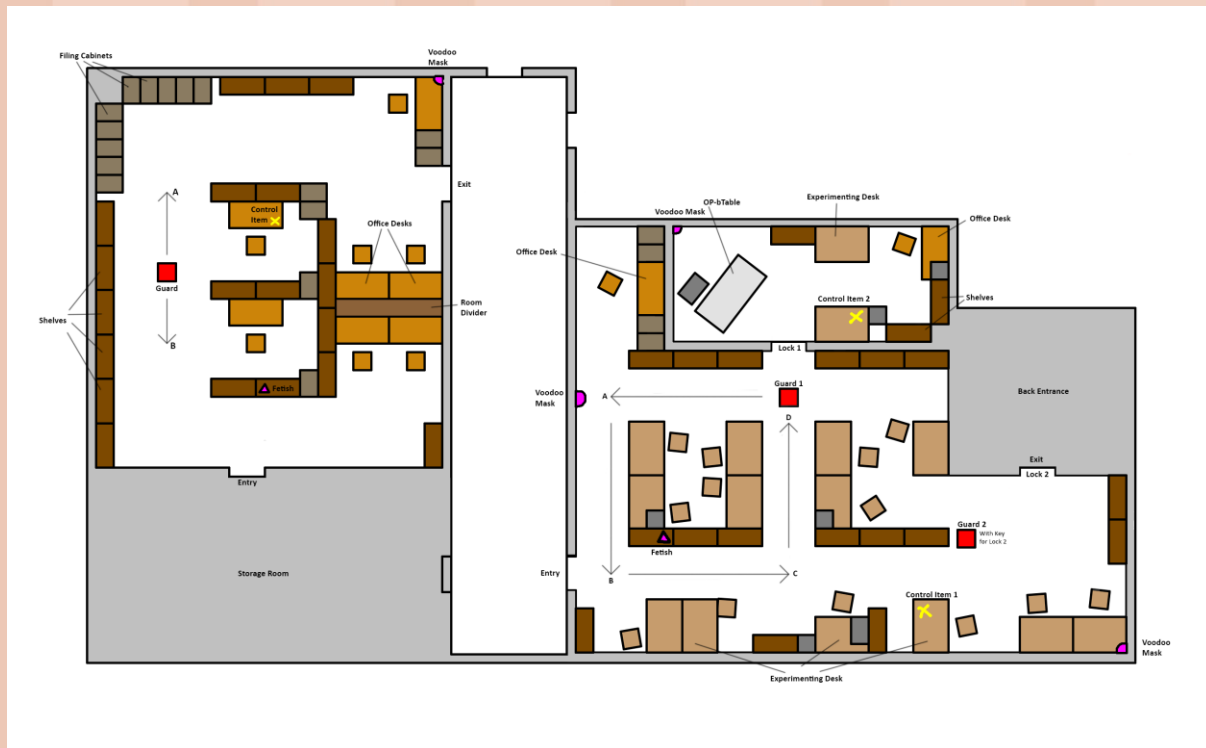 Filing Cabinets
Voodoo
Mask
A
Exit
Control
Item
Office Desks
Guard
Shelves
B
Room
Divider
Fetish
Entry
Storage Room
OP-bTable
Experimenting Desk
Voodoo Mask
Office Desk
Office Desk
Control Item 2
Shelves
Lock 1
Guard 1
Voodoo
Mask
A
D
Back Entrance
Exit
Lock 2
Guard 2
With Key
for Lock 2
Fetish
Entry
B
C
Control Item 1
Voodoo
Mask
Experimenting Desk